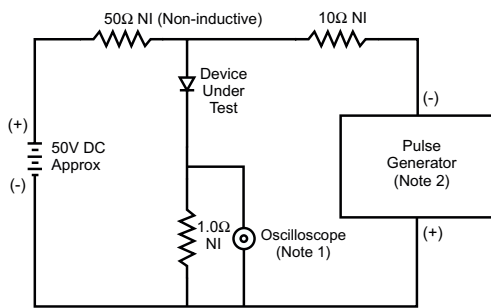 50Ω NI (Non-inductive)
10Ω NI
Device
Under
Test
(-)
(+)
50V DC
Approx
(-)
Pulse
Generator
(Note 2)
1.0Ω
NI
Oscilloscope
(Note 1)
(+)